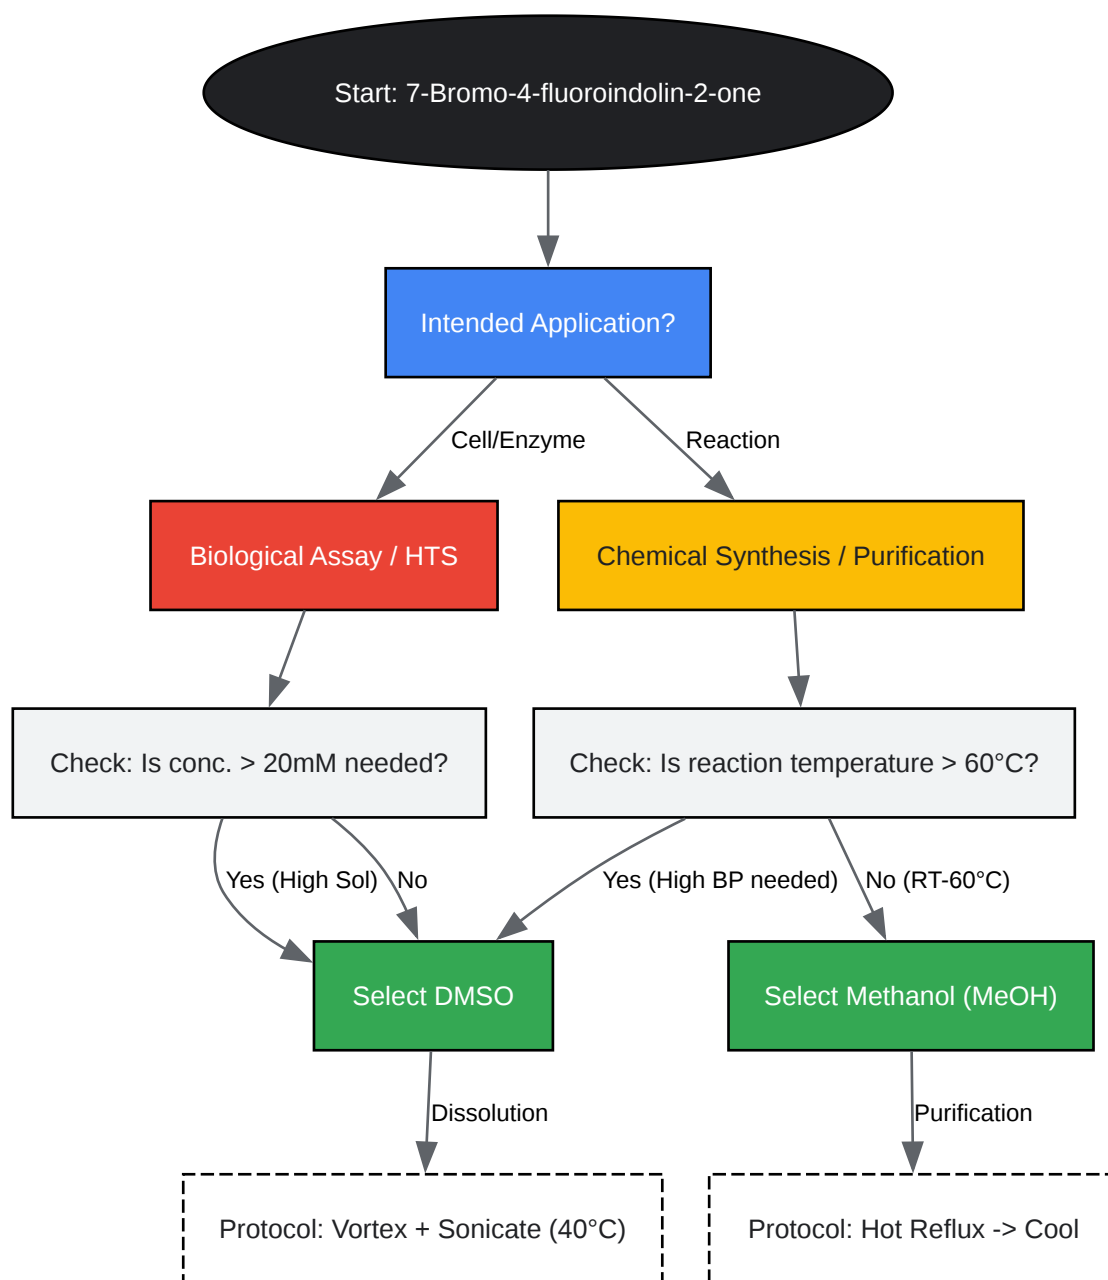 Start: 7-Bromo-4-fluoroindolin-2-one
Intended Application?
Cell/Enzyme
Reaction
Biological Assay / HTS
Chemical Synthesis / Purification
Check: Is conc. > 20mM needed?
Check: Is reaction temperature > 60°C?
Yes (High Sol)
No
Yes (High BP needed)
No (RT-60°C)
Select DMSO
Select Methanol (MeOH)
Dissolution
Purification
Protocol: Vortex + Sonicate (40°C)
Protocol: Hot Reflux -> Cool